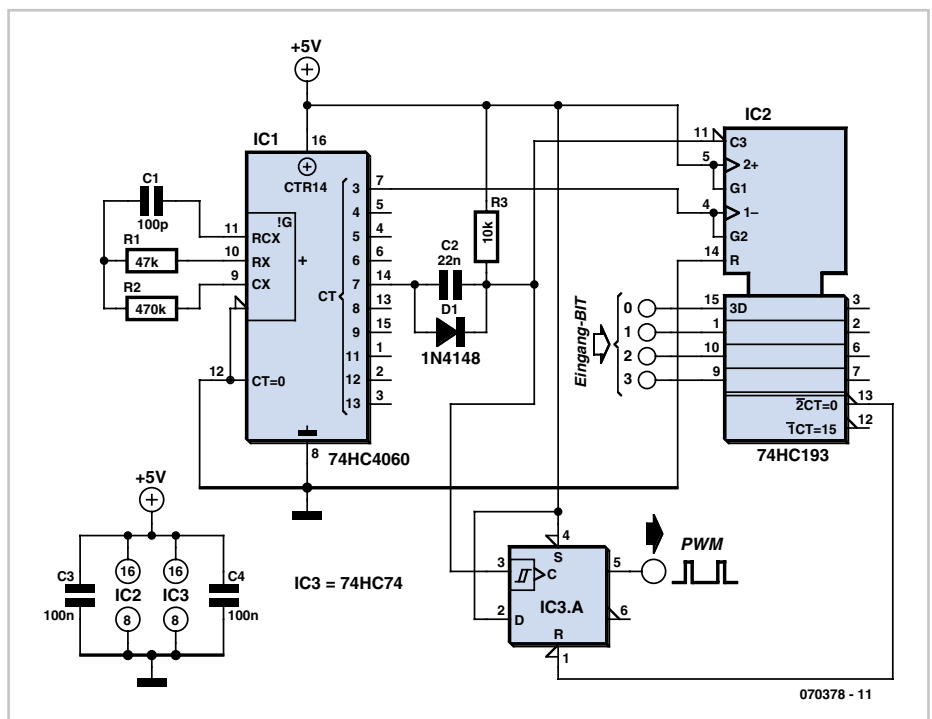 +5V
IC1
16
CTR14
!G
C1
100p
R1
47k
R2
470k
11
RCX
10
RX
9
CX
+
12
CT=0
CT
3
7
4
5
5
4
6
6
7
14
8
13
9
15
11
1
12
2
13
3
8
74HC4060
R3
10k
C2
22n
D1
1N4148
IC2
11
C3
5
2+
G1
4
1–
G2
14
R
Eingang-BIT
0
15
3D
3
1
1
2
2
10
6
3
9
7
2CT=0
13
1CT=15
12
74HC193
+5V
C3
100n
16
IC2
8
16
IC3
8
C4
100n
IC3 = 74HC74
4
S
3
C
5
PWM
IC3.A
2
D
6
R
1
070378 - 11